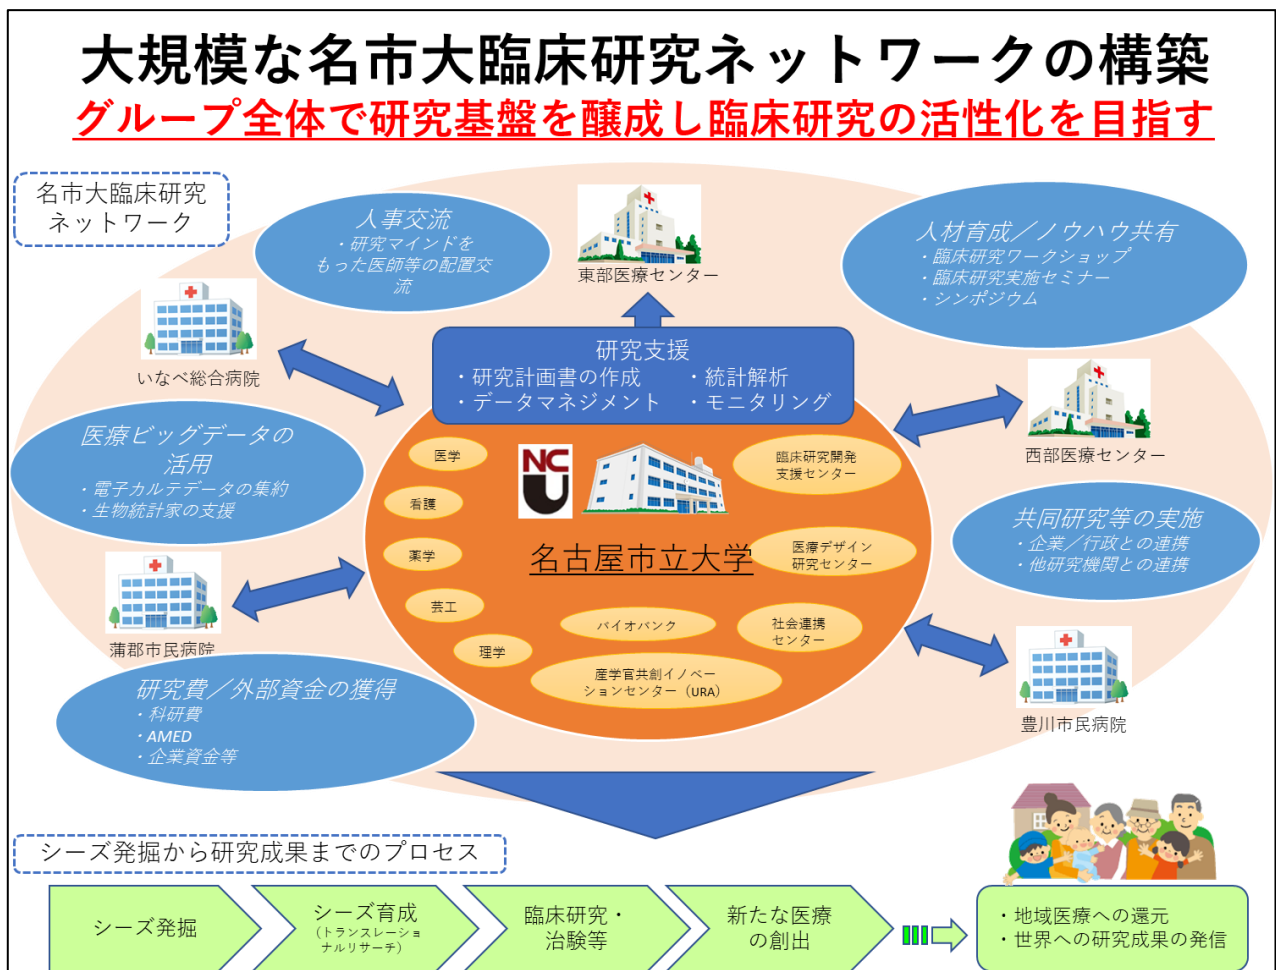 大規模な名市大臨床研究ネットワークの構築
グループ全体で研究基盤を醸成し臨床研究の活性化を目指す
名市大臨床研究
ネットワーク
人事交流
・研究マインドを
もった医師等の配置交
流
東部医療センター
人材育成／ノウハウ共有
・臨床研究ワークショップ
・臨床研究実施セミナー
・シンポジウム
いなべ総合病院
研究支援
・研究計画書の作成 ・統計解析
・データマネジメント ・モニタリング
西部医療センター
医療ビッグデータの
活用
・電子カルテデータの集約
・生物統計家の支援
医学
看護
薬学
芸工
理学
NC
U
名古屋市立大学
臨床研究開発
支援センター
医療デザイン
研究センター
社会連携
センター
バイオバンク
産学官共創イノベー
ションセンター（URA）
共同研究等の実施
・企業／行政との連携
・他研究機関との連携
蒲郡市民病院
豊川市民病院
研究費／外部資金の獲得
・科研費
・AMED
・企業資金等
シーズ発掘から研究成果までのプロセス
シーズ発掘
シーズ育成
（トランスレーショ
ナルリサーチ）
臨床研究・
治験等
新たな医療
の創出
・地域医療への還元
・世界への研究成果の発信